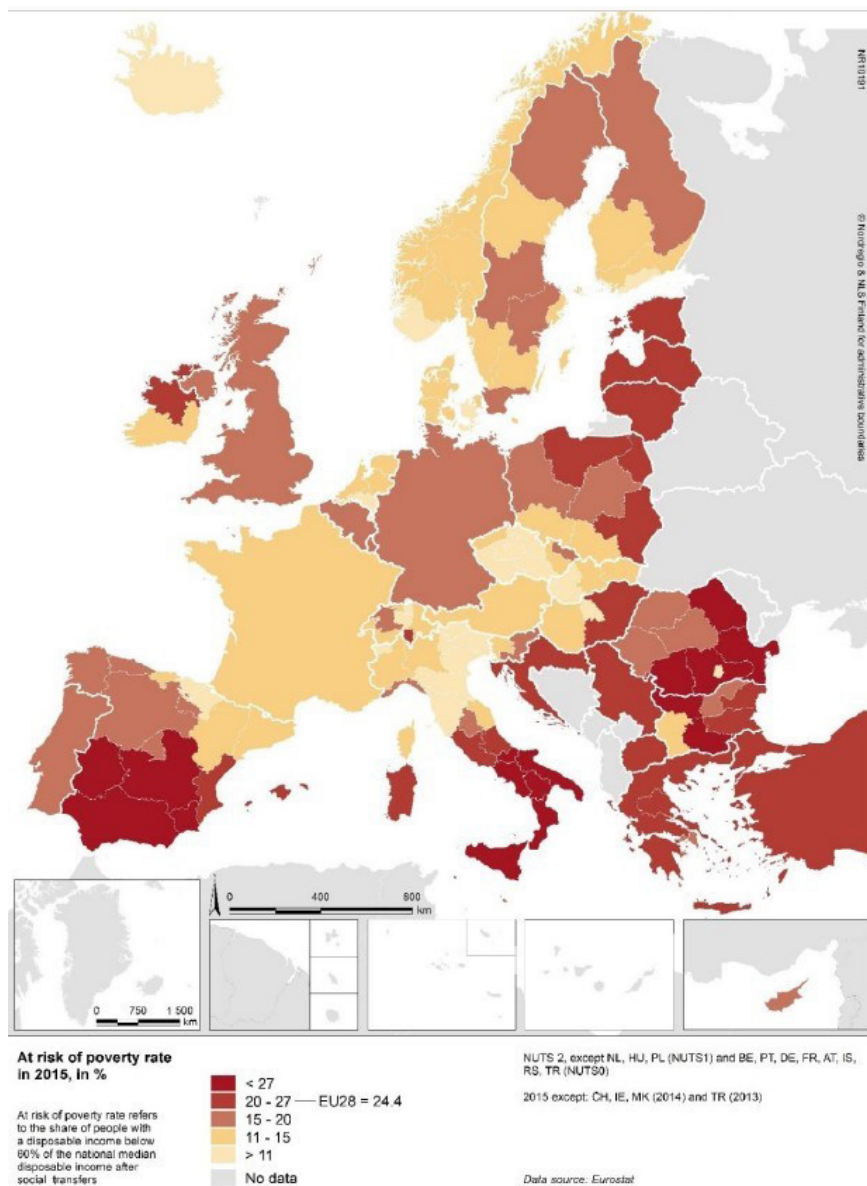 NR10191
© Nordregio & NLS Finland for administrative boundaries
0 400 800
km
0 750 1 500
km
At risk of poverty rate
in 2015, in %
At risk of poverty rate refers
to the share of people with
a disposable income below
60% of the national median
disposable income after
social transfers
< 27
20 - 27 EU28 = 24.4
15 - 20
11 - 15
> 11
No data
NUTS 2, except NL, HU, PL (NUTS1) and BE, PT, DE, FR, AT, IS,
RS, TR (NUTS0)
2015 except: CH, IE, MK (2014) and TR (2013)
Data source: Eurostat